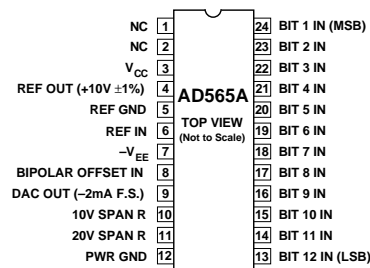 NC 1
NC 2
VCC 3
REF OUT (+10V ±1%) 4
REF GND 5
REF IN 6
–VEE 7
BIPOLAR OFFSET IN 8
DAC OUT (–2mA F.S.) 9
10V SPAN R 10
20V SPAN R 11
PWR GND 12
AD565A
TOP VIEW
(Not to Scale)
24 BIT 1 IN (MSB)
23 BIT 2 IN
22 BIT 3 IN
21 BIT 4 IN
20 BIT 5 IN
19 BIT 6 IN
18 BIT 7 IN
17 BIT 8 IN
16 BIT 9 IN
15 BIT 10 IN
14 BIT 11 IN
13 BIT 12 IN (LSB)